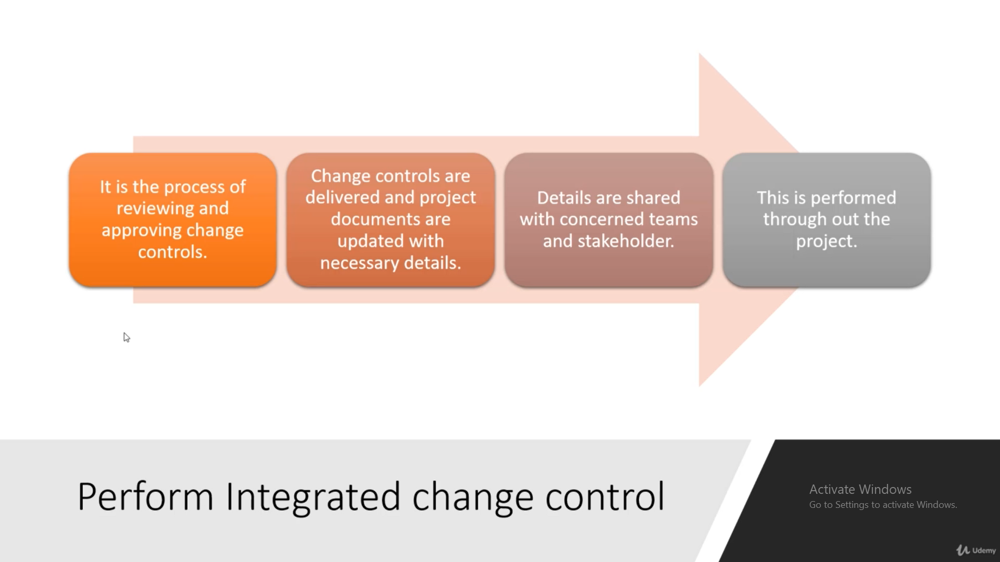 It is the process of
reviewing and
approving change
controls.
Change controls are
delivered and project
documents are
updated with
necessary details.
Details are shared
with concerned teams
and stakeholder.
This is performed
through out the
project.
Perform Integrated change control
Activate Windows
Go to Settings to activate Windows.
Udemy